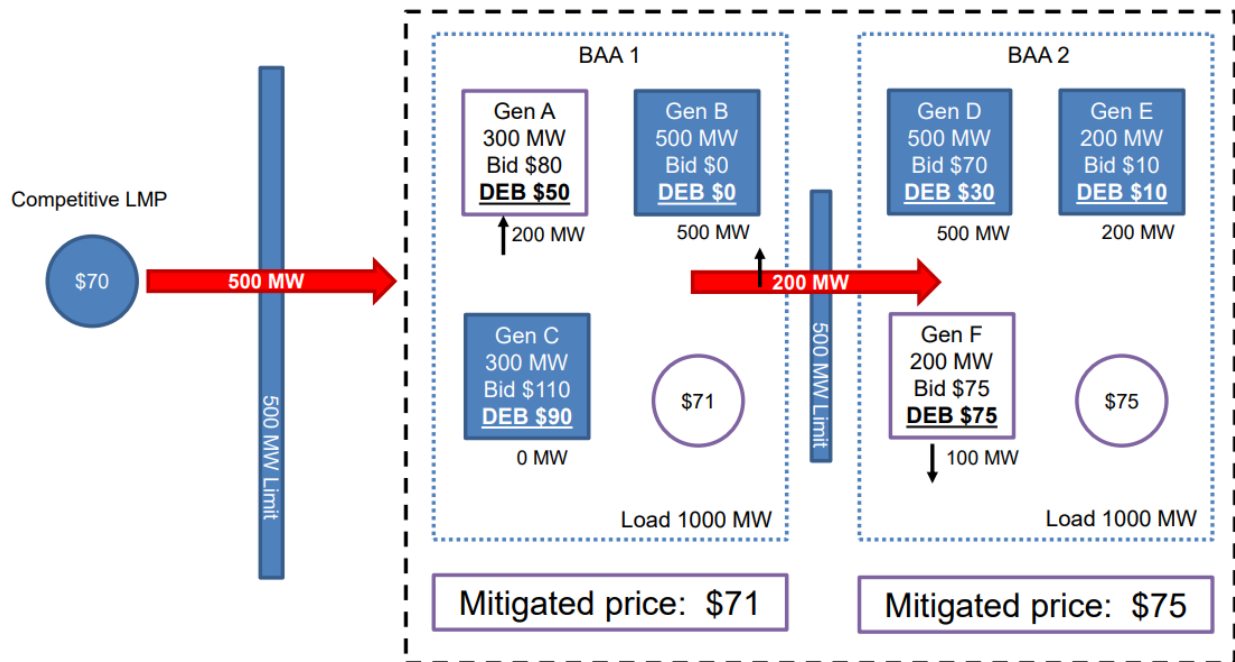 Competitive LMP
$70
500 MW
500 MW Limit
BAA 1
Gen A
300 MW
Bid $80
DEB $50
200 MW
Gen B
500 MW
Bid $0
DEB $0
500 MW
Gen C
300 MW
Bid $110
DEB $90
0 MW
$71
Load 1000 MW
200 MW
500 MW Limit
BAA 2
Gen D
500 MW
Bid $70
DEB $30
500 MW
Gen E
200 MW
Bid $10
DEB $10
200 MW
Gen F
200 MW
Bid $75
DEB $75
100 MW
$75
Load 1000 MW
Mitigated price: $71
Mitigated price: $75